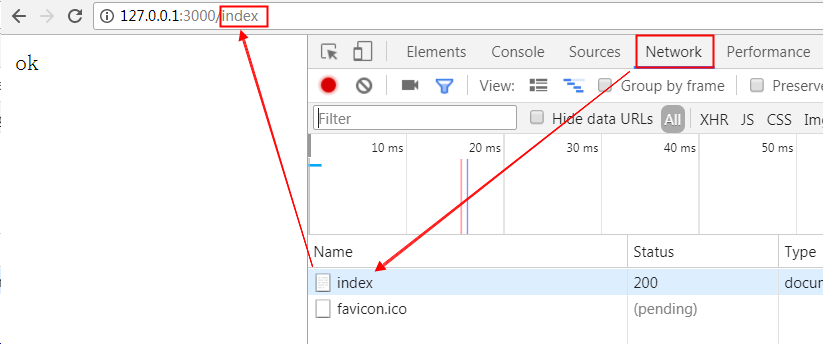 127.0.0.1:3000/index
ok
Elements Console Sources Network Performance
View: Group by frame
Filter Hide data URLs All XHR JS CSS
10 ms 20 ms 30 ms 40 ms 50 ms
Name Status Type
index 200 docum
favicon.ico (pending)